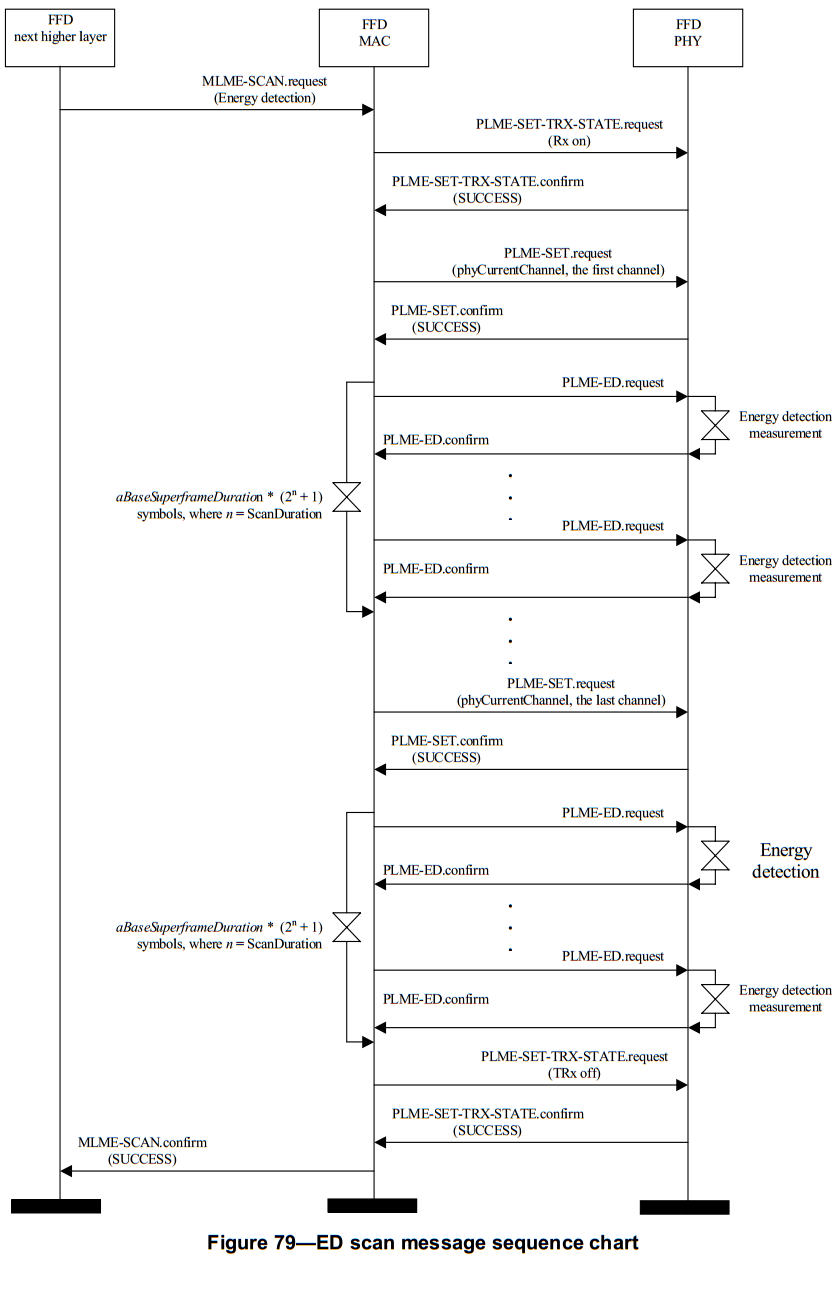 FFD
next higher layer
FFD
MAC
FFD
PHY
MLME-SCAN.request
(Energy detection)
PLME-SET-TRX-STATE.request
(Rx on)
PLME-SET-TRX-STATE.confirm
(SUCCESS)
PLME-SET.request
(phyCurrentChannel, the first channel)
PLME-SET.confirm
(SUCCESS)
PLME-ED.request
Energy detection
measurement
PLME-ED.confirm
aBaseSuperframeDuration * (2ⁿ + 1)
symbols, where n = ScanDuration
PLME-ED.request
Energy detection
measurement
PLME-ED.confirm
PLME-SET.request
(phyCurrentChannel, the last channel)
PLME-SET.confirm
(SUCCESS)
PLME-ED.request
Energy
detection
PLME-ED.confirm
aBaseSuperframeDuration * (2ⁿ + 1)
symbols, where n = ScanDuration
PLME-ED.request
Energy detection
measurement
PLME-ED.confirm
PLME-SET-TRX-STATE.request
(TRx off)
PLME-SET-TRX-STATE.confirm
(SUCCESS)
MLME-SCAN.confirm
(SUCCESS)
Figure 79—ED scan message sequence chart